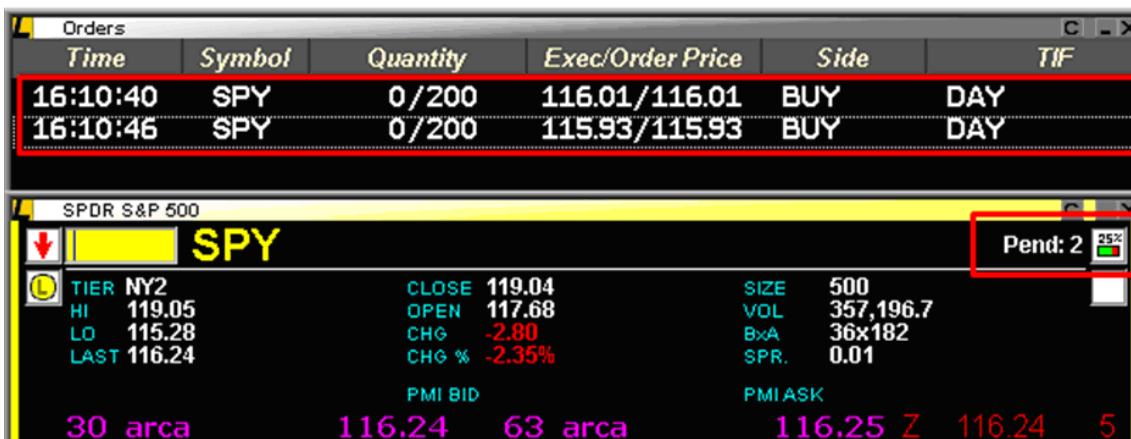 L Orders C
Time Symbol Quantity Exec/Order Price Side TIF
16:10:40 SPY 0/200 116.01/116.01 BUY DAY
16:10:46 SPY 0/200 115.93/115.93 BUY DAY
L SPDR S&P 500 C
SPY Pend: 2 25%
L TIER NY2 CLOSE 119.04 SIZE 500
HI 119.05 OPEN 117.68 VOL 357,196.7
LO 115.28 CHG -2.80 BxA 36x182
LAST 116.24 CHG % -2.35% SPR. 0.01
PMI BID PMI ASK
30 arca 116.24 63 arca 116.25 Z 116.24 5